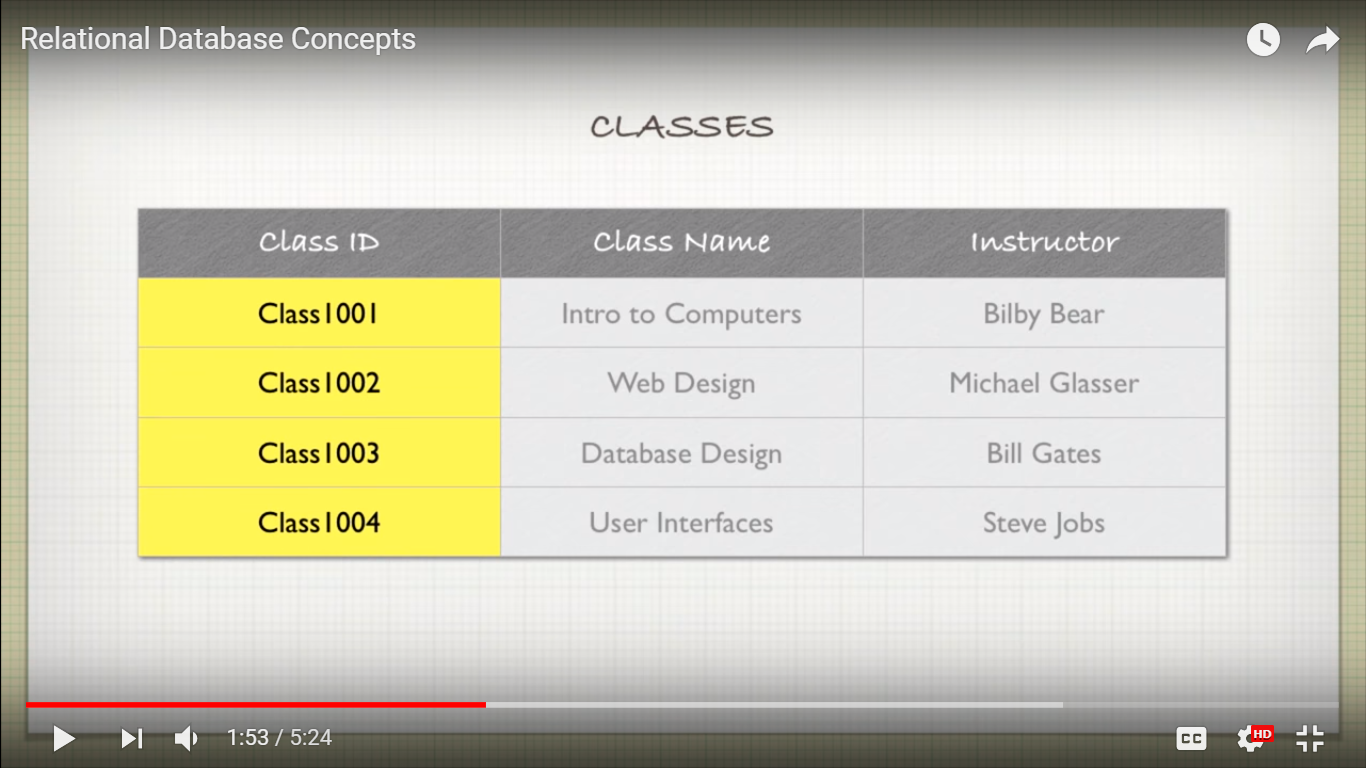 Relational Database Concepts
CLASSES
Class ID Class Name Instructor
Class1001 Intro to Computers Bilby Bear
Class1002 Web Design Michael Glasser
Class1003 Database Design Bill Gates
Class1004 User Interfaces Steve Jobs
1:53 / 5:24 CC HD